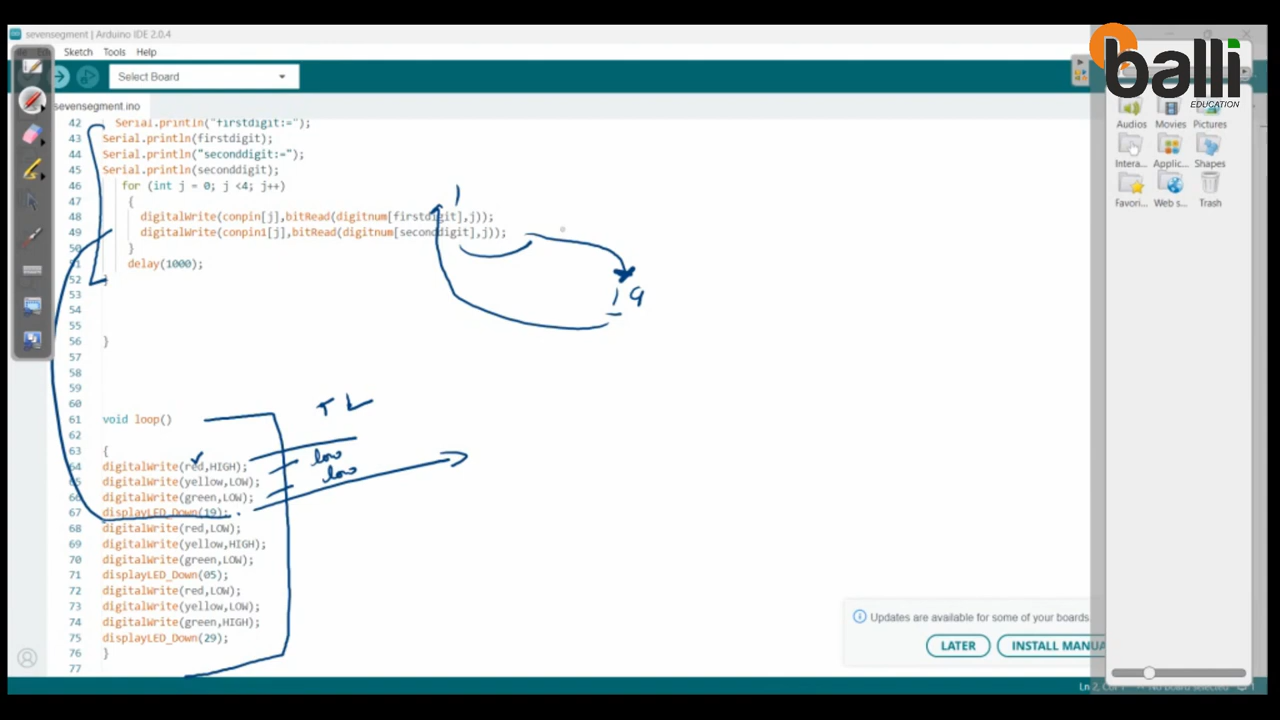 sevensegment | Arduino IDE 2.0.4
Sketch Tools Help
Select Board
sevensegment ino
42 Serial.println("firstdigit:=");
43 Serial.println(firstdigit);
44 Serial.println("seconddigit:=");
45 Serial.println(seconddigit);
46 for (int j = 0; j <4; j++)
47 {
48 digitalWrite(conpin[j],bitRead(digitnum[firstdigit],j));
49 digitalWrite(conpin1[j],bitRead(digitnum[seconddigit],j));
50 }
51 delay(1000);
52 }
53
54
55
56 }
57
58
59
60
61 void loop()
62
63 {
64 digitalWrite(red,HIGH);
65 digitalWrite(yellow,LOW);
66 digitalWrite(green,LOW);
67 displayLED_Down(19);
68 digitalWrite(red,LOW);
69 digitalWrite(yellow,HIGH);
70 digitalWrite(green,LOW);
71 displayLED_Down(05);
72 digitalWrite(red,LOW);
73 digitalWrite(yellow,LOW);
74 digitalWrite(green,HIGH);
75 displayLED_Down(29);
76 }
77
1
19
TL
low
low
balli
EDUCATION
Audios Movies Pictures
Intera... Applic... Shapes
Favori... Web s... Trash
Updates are available for some of your boards.
LATER
INSTALL MANUA
No board selected